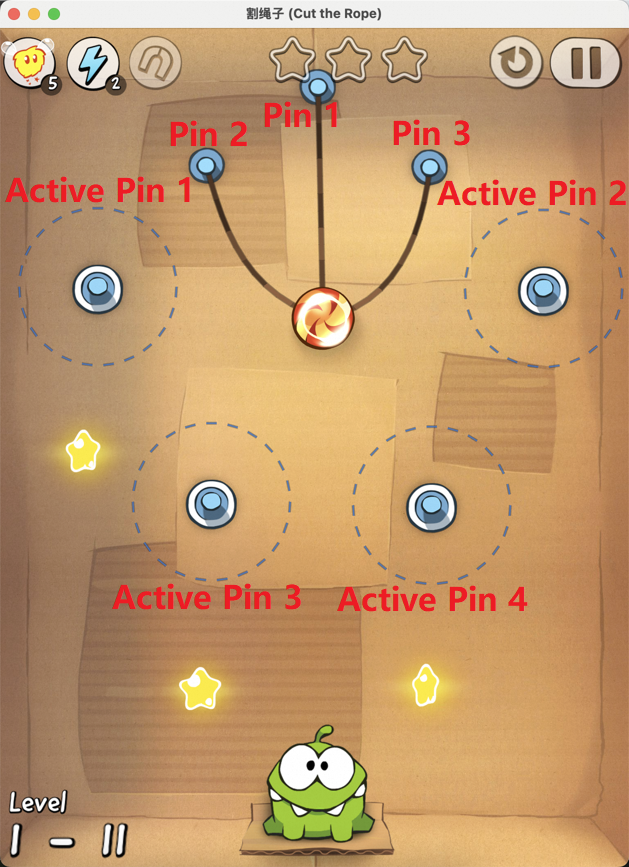 割绳子 (Cut the Rope)
5
2
Pin 1
Pin 2
Pin 3
Active Pin 1
Active Pin 2
Active Pin 3
Active Pin 4
Level
1 - 11